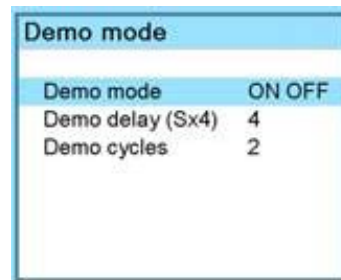 Demo mode
Demo mode ON OFF
Demo delay (Sx4) 4
Demo cycles 2